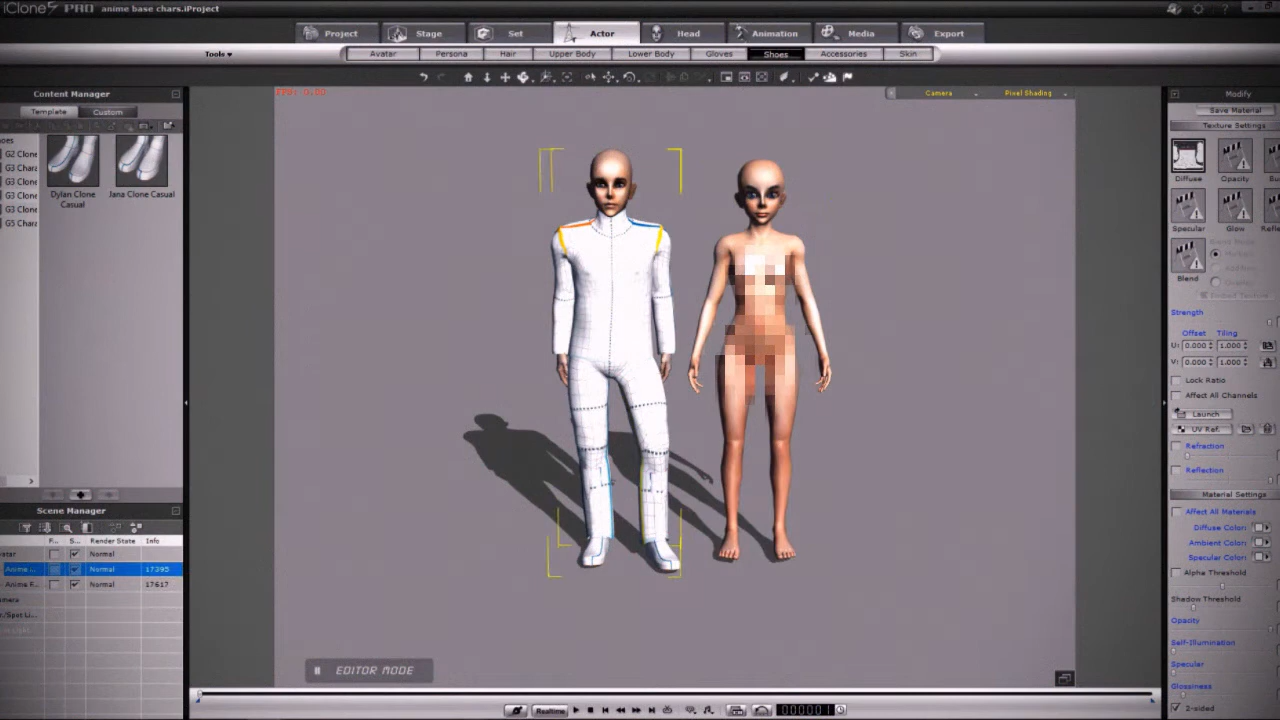 iClone5 PRO anime base chars.iProject
Project Stage Set Actor Head Animation Media Export
Tools
Avatar Persona Hair Upper Body Lower Body Gloves Shoes Accessories Skin
Content Manager
Template Custom
G2 Clone
G3 Chara
G3 Clone
G3 Clone
G3 Clone
G5 Chara
Dylan Clone Casual
Jana Clone Casual
Camera Pixel Shading
EDITOR MODE
Scene Manager
F... S... Render State Info
Normal
Anime Normal 17395
Anime F... Normal 17617
Realtime
Modify
Save Material
Texture Settings
Diffuse Opacity
Specular Glow
Blend
Strength
Offset Tiling
U: 0.000 1.000
V: 0.000 1.000
Lock Ratio
Affect All Channels
Launch
UV Ref.
Refraction
Reflection
Material Settings
Affect All Materials
Diffuse Color:
Ambient Color:
Specular Color:
Alpha Threshold
Shadow Threshold
Opacity
Self-Illumination
Specular
Glossiness
2-sided